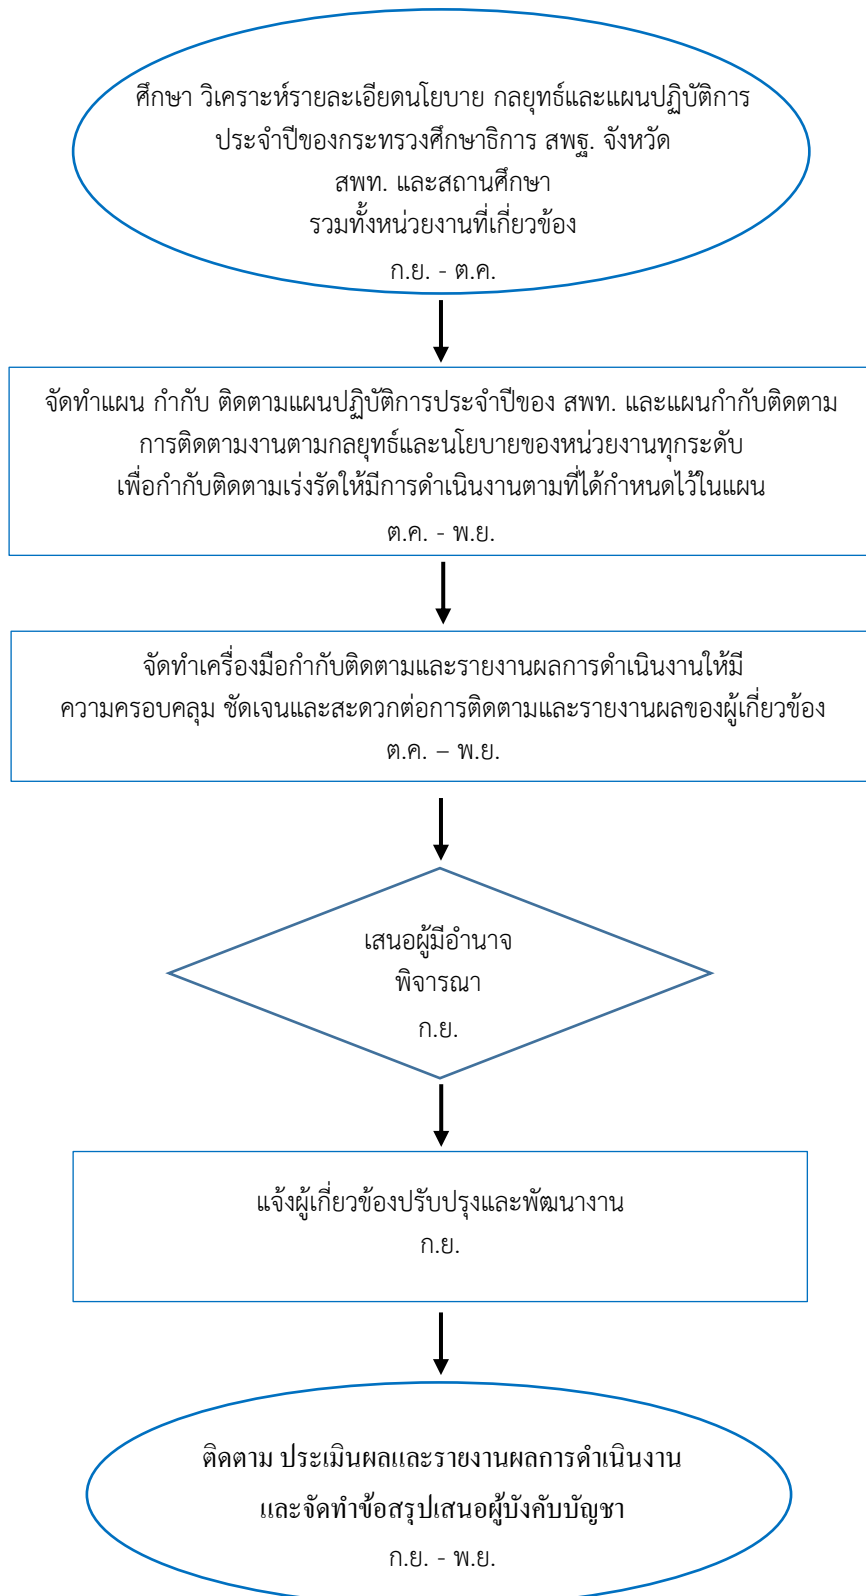 ศึกษา วิเคราะห์รายละเอียดนโยบาย กลยุทธ์และแผนปฏิบัติการ
ประจำปีของกระทรวงศึกษาธิการ สพฐ. จังหวัด
สพท. และสถานศึกษา
รวมทั้งหน่วยงานที่เกี่ยวข้อง
ก.ย. - ต.ค.
จัดทำแผน กำกับ ติดตามแผนปฏิบัติการประจำปีของ สพท. และแผนกำกับติดตาม
การติดตามงานตามกลยุทธ์และนโยบายของหน่วยงานทุกระดับ
เพื่อกำกับติดตามเร่งรัดให้มีการดำเนินงานตามที่ได้กำหนดไว้ในแผน
ต.ค. - พ.ย.
จัดทำเครื่องมือกำกับติดตามและรายงานผลการดำเนินงานให้มี
ความครอบคลุม ชัดเจนและสะดวกต่อการติดตามและรายงานผลของผู้เกี่ยวข้อง
ต.ค. – พ.ย.
เสนอผู้มีอำนาจ
พิจารณา
ก.ย.
แจ้งผู้เกี่ยวข้องปรับปรุงและพัฒนางาน
ก.ย.
ติดตาม ประเมินผลและรายงานผลการดำเนินงาน
และจัดทำข้อสรุปเสนอผู้บังคับบัญชา
ก.ย. - พ.ย.